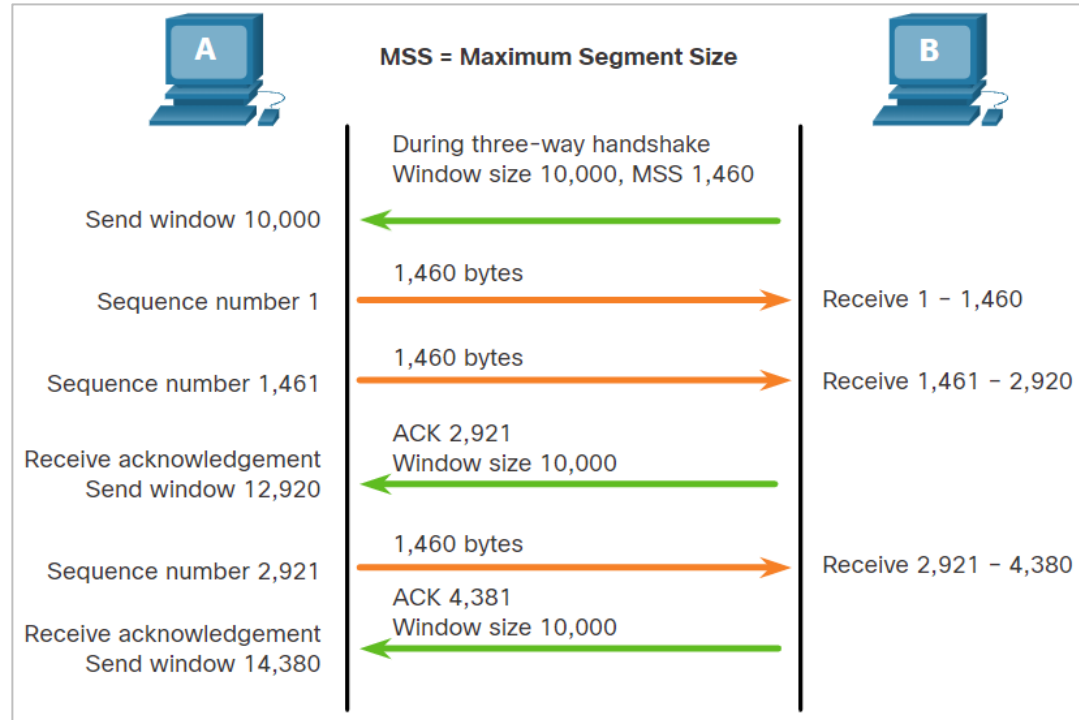 A
MSS = Maximum Segment Size
B
During three-way handshake
Window size 10,000, MSS 1,460
Send window 10,000
1,460 bytes
Sequence number 1
Receive 1 – 1,460
1,460 bytes
Sequence number 1,461
Receive 1,461 – 2,920
ACK 2,921
Window size 10,000
Receive acknowledgement
Send window 12,920
1,460 bytes
Sequence number 2,921
Receive 2,921 – 4,380
ACK 4,381
Window size 10,000
Receive acknowledgement
Send window 14,380